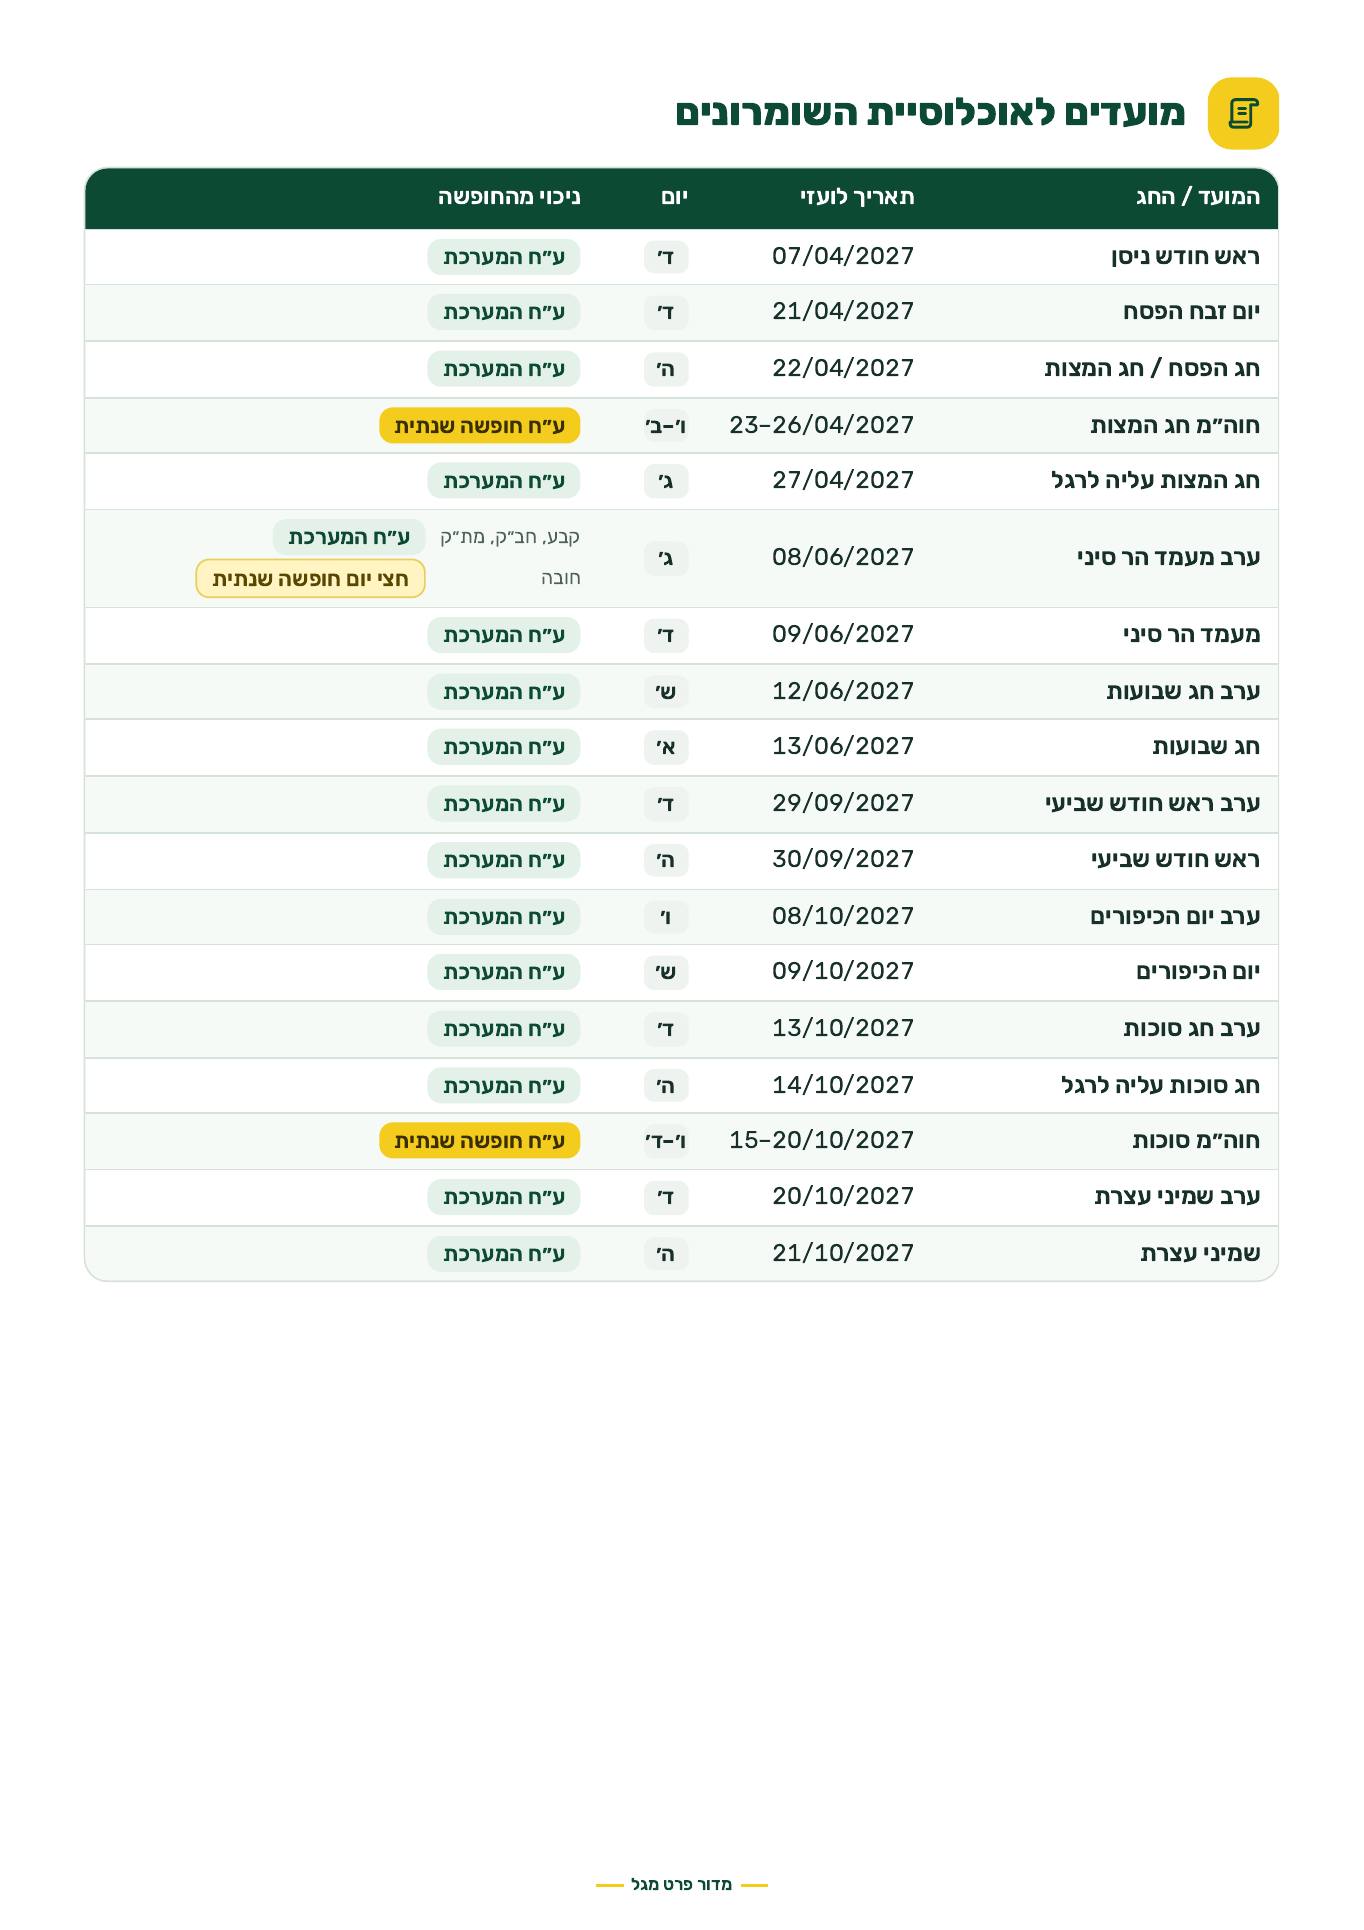 מועדים לאוכלוסיית השומרונים
המועד / החג תאריך לועזי יום ניכוי מהחופשה
ראש חודש ניסן 07/04/2027 ד׳ ע״ח המערכת
יום זבח הפסח 21/04/2027 ד׳ ע״ח המערכת
חג הפסח / חג המצות 22/04/2027 ה׳ ע״ח המערכת
חוה״מ חג המצות 23–26/04/2027 ו׳–ב׳ ע״ח חופשה שנתית
חג המצות עליה לרגל 27/04/2027 ג׳ ע״ח המערכת
ערב מעמד הר סיני 08/06/2027 ג׳ קבע, חב״ק, מת״ק ע״ח המערכת
חובה חצי יום חופשה שנתית
מעמד הר סיני 09/06/2027 ד׳ ע״ח המערכת
ערב חג שבועות 12/06/2027 ש׳ ע״ח המערכת
חג שבועות 13/06/2027 א׳ ע״ח המערכת
ערב ראש חודש שביעי 29/09/2027 ד׳ ע״ח המערכת
ראש חודש שביעי 30/09/2027 ה׳ ע״ח המערכת
ערב יום הכיפורים 08/10/2027 ו׳ ע״ח המערכת
יום הכיפורים 09/10/2027 ש׳ ע״ח המערכת
ערב חג סוכות 13/10/2027 ד׳ ע״ח המערכת
חג סוכות עליה לרגל 14/10/2027 ה׳ ע״ח המערכת
חוה״מ סוכות 15–20/10/2027 ו׳–ד׳ ע״ח חופשה שנתית
ערב שמיני עצרת 20/10/2027 ד׳ ע״ח המערכת
שמיני עצרת 21/10/2027 ה׳ ע״ח המערכת
מדור פרט מגל